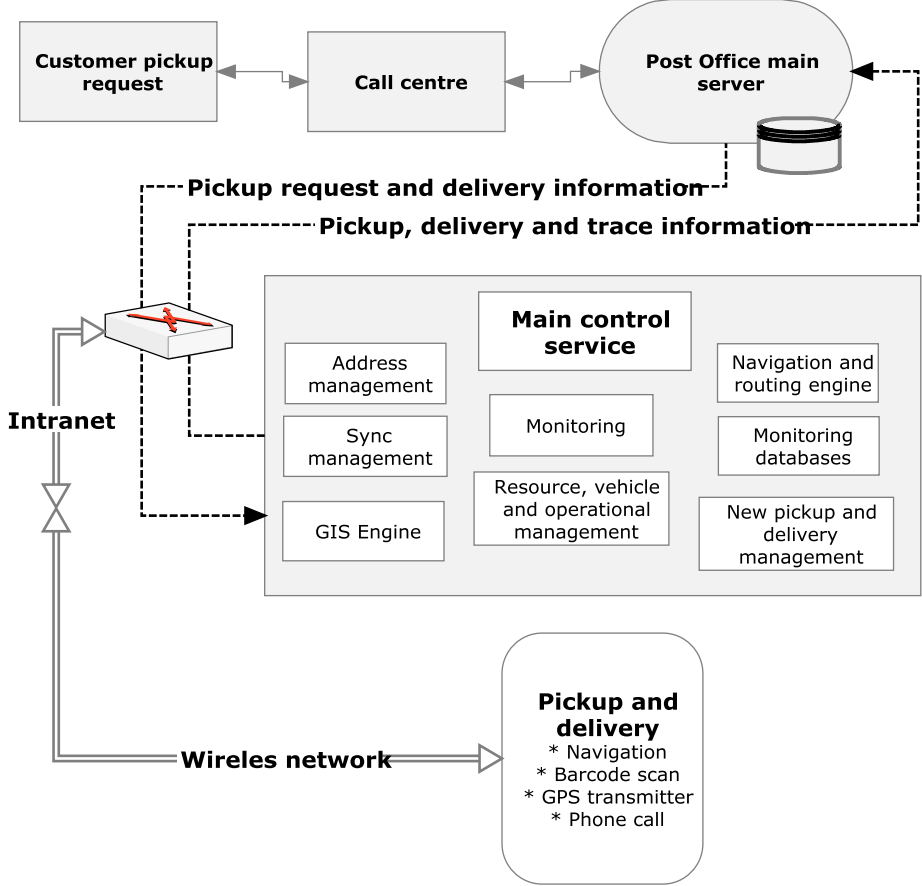 Customer pickup
request
Call centre
Post Office main
server
Pickup request and delivery information
Pickup, delivery and trace information
Main control
service
Address
management
Navigation and
routing engine
Intranet
Sync
management
Monitoring
Monitoring
databases
GIS Engine
Resource, vehicle
and operational
management
New pickup and
delivery
management
Pickup and
delivery
* Navigation
* Barcode scan
* GPS transmitter
* Phone call
Wireles network